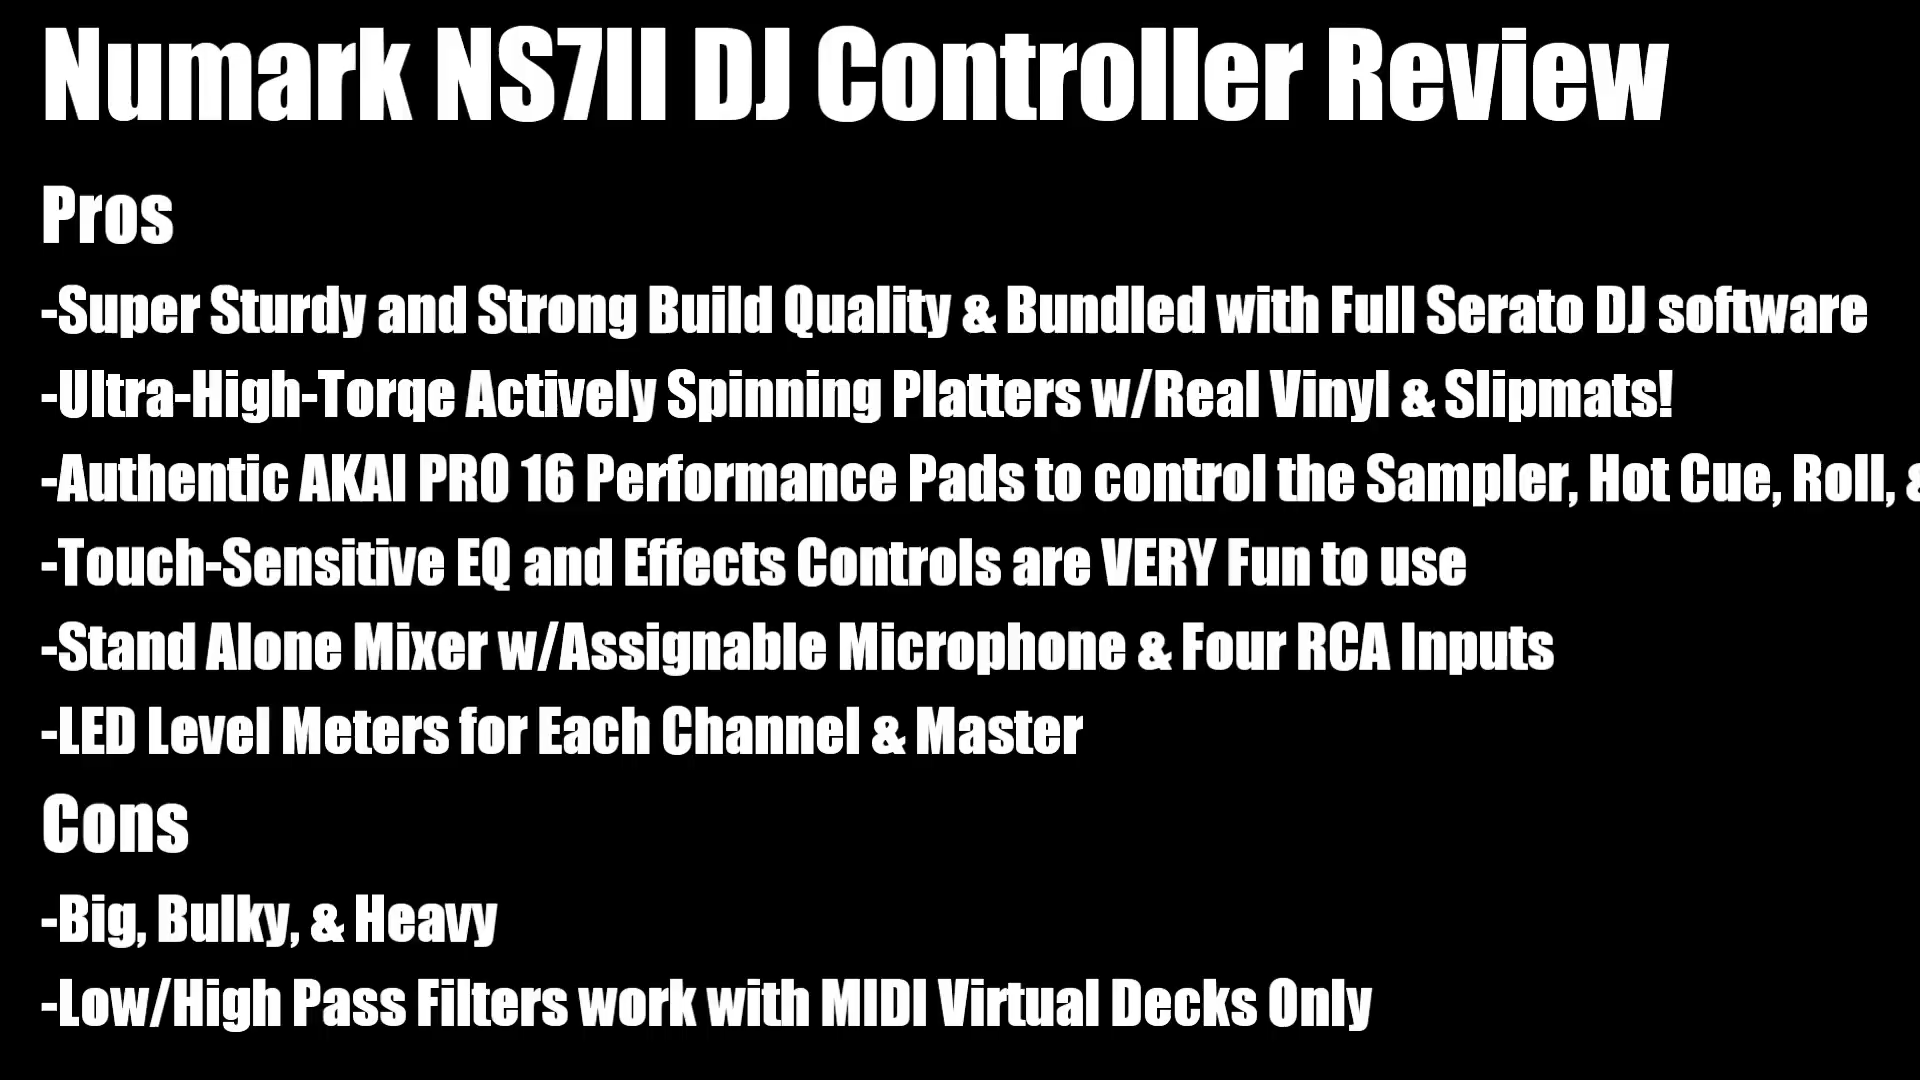 Numark NS7II DJ Controller Review
Pros
-Super Sturdy and Strong Build Quality & Bundled with Full Serato DJ software
-Ultra-High-Torqe Actively Spinning Platters w/Real Vinyl & Slipmats!
-Authentic AKAI PRO 16 Performance Pads to control the Sampler, Hot Cue, Roll, &
-Touch-Sensitive EQ and Effects Controls are VERY Fun to use
-Stand Alone Mixer w/Assignable Microphone & Four RCA Inputs
-LED Level Meters for Each Channel & Master
Cons
-Big, Bulky, & Heavy
-Low/High Pass Filters work with MIDI Virtual Decks Only